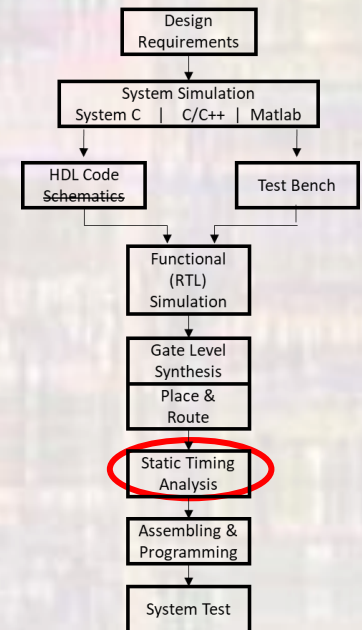 Design
Requirements
System Simulation
System C | C/C++ | Matlab
HDL Code
Schematics
Test Bench
Functional
(RTL)
Simulation
Gate Level
Synthesis
Place &
Route
Static Timing
Analysis
Assembling &
Programming
System Test